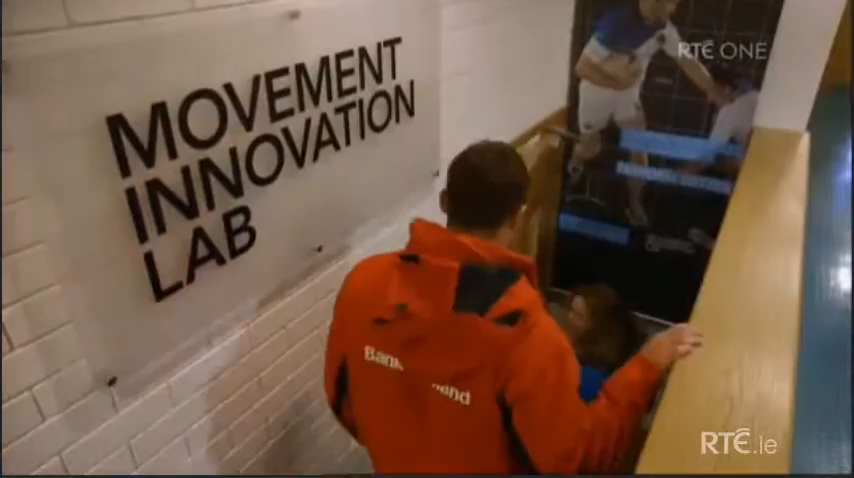 MOVEMENT
INNOVATION
LAB
RTÉ ONE
Bank
land
RTÉ.ie